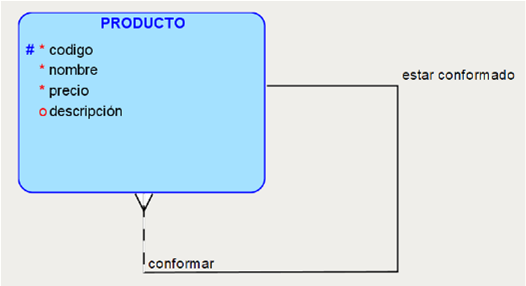 PRODUCTO
# * codigo
* nombre
* precio
o descripción
estar conformado
conformar